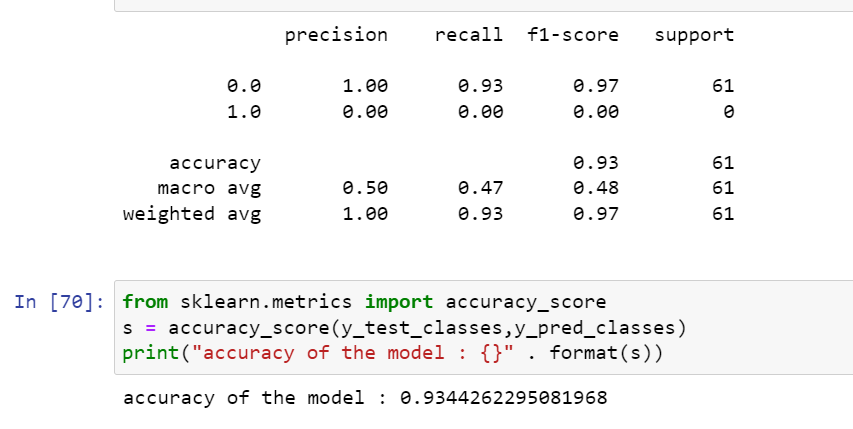 precision recall f1-score support
0.0 1.00 0.93 0.97 61
1.0 0.00 0.00 0.00 0
accuracy 0.93 61
macro avg 0.50 0.47 0.48 61
weighted avg 1.00 0.93 0.97 61
In [70]: from sklearn.metrics import accuracy_score
s = accuracy_score(y_test_classes,y_pred_classes)
print("accuracy of the model : {}" . format(s))
accuracy of the model : 0.9344262295081968